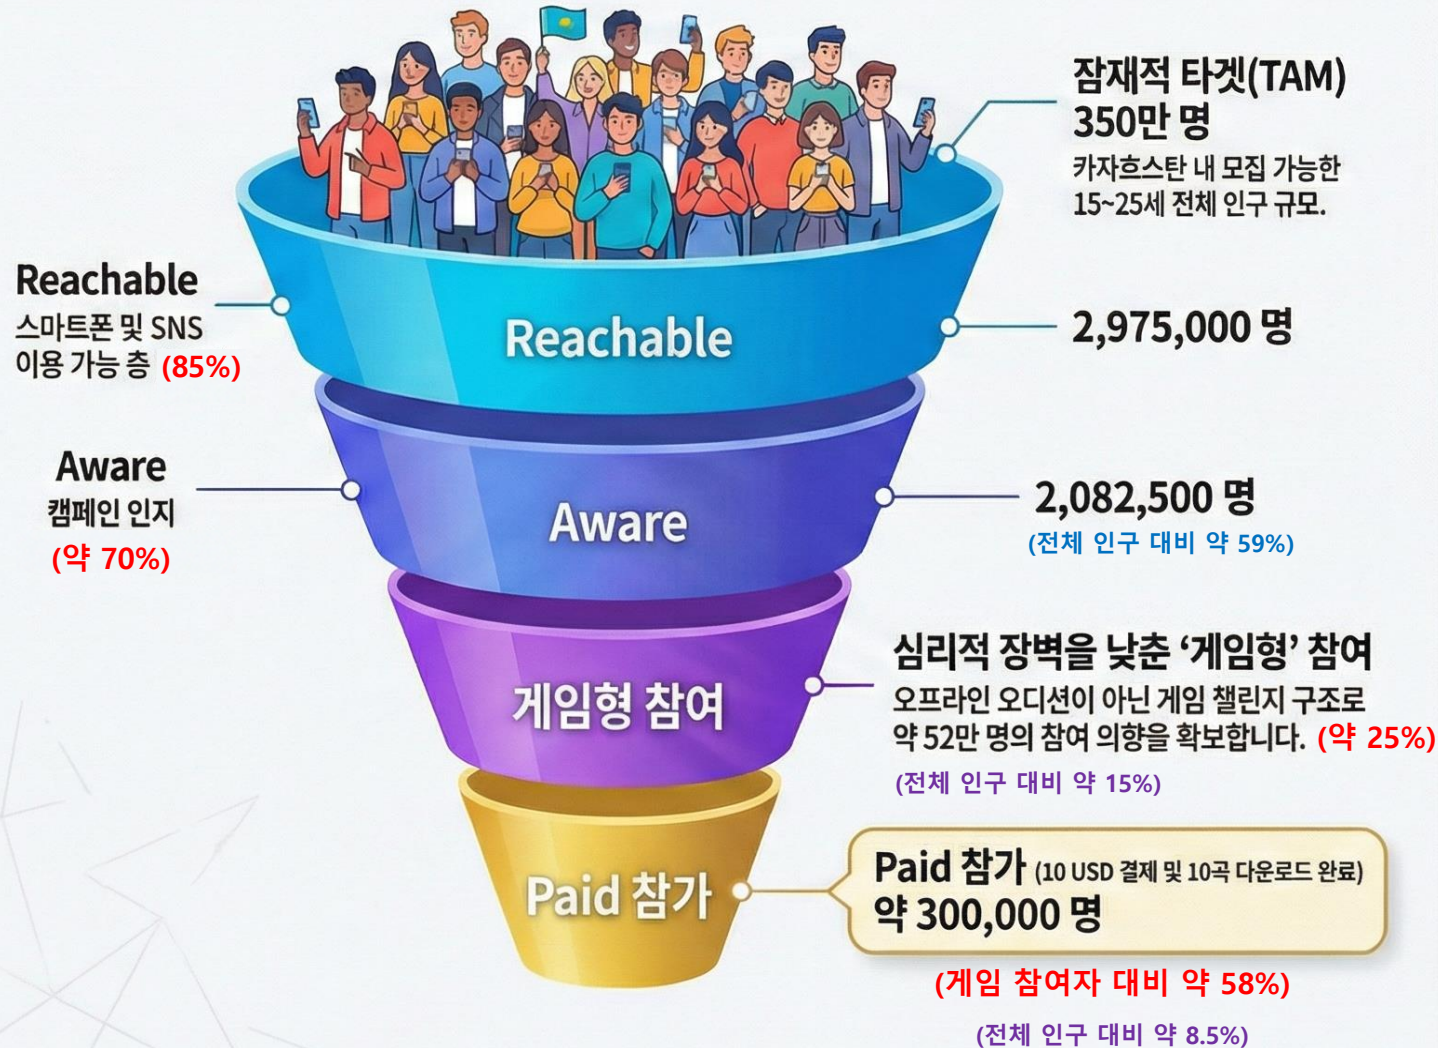 잠재적 타겟(TAM)
350만 명
카자흐스탄 내 모집 가능한
15~25세 전체 인구 규모.
Reachable
스마트폰 및 SNS
이용 가능 층 (85%)
Reachable
2,975,000 명
Aware
캠페인 인지
(약 70%)
Aware
2,082,500 명
(전체 인구 대비 약 59%)
게임형 참여
심리적 장벽을 낮춘 ‘게임형’ 참여
오프라인 오디션이 아닌 게임 챌린지 구조로
약 52만 명의 참여 의향을 확보합니다. (약 25%)
(전체 인구 대비 약 15%)
Paid 참가
Paid 참가 (10 USD 결제 및 10곡 다운로드 완료)
약 300,000 명
(게임 참여자 대비 약 58%)
(전체 인구 대비 약 8.5%)